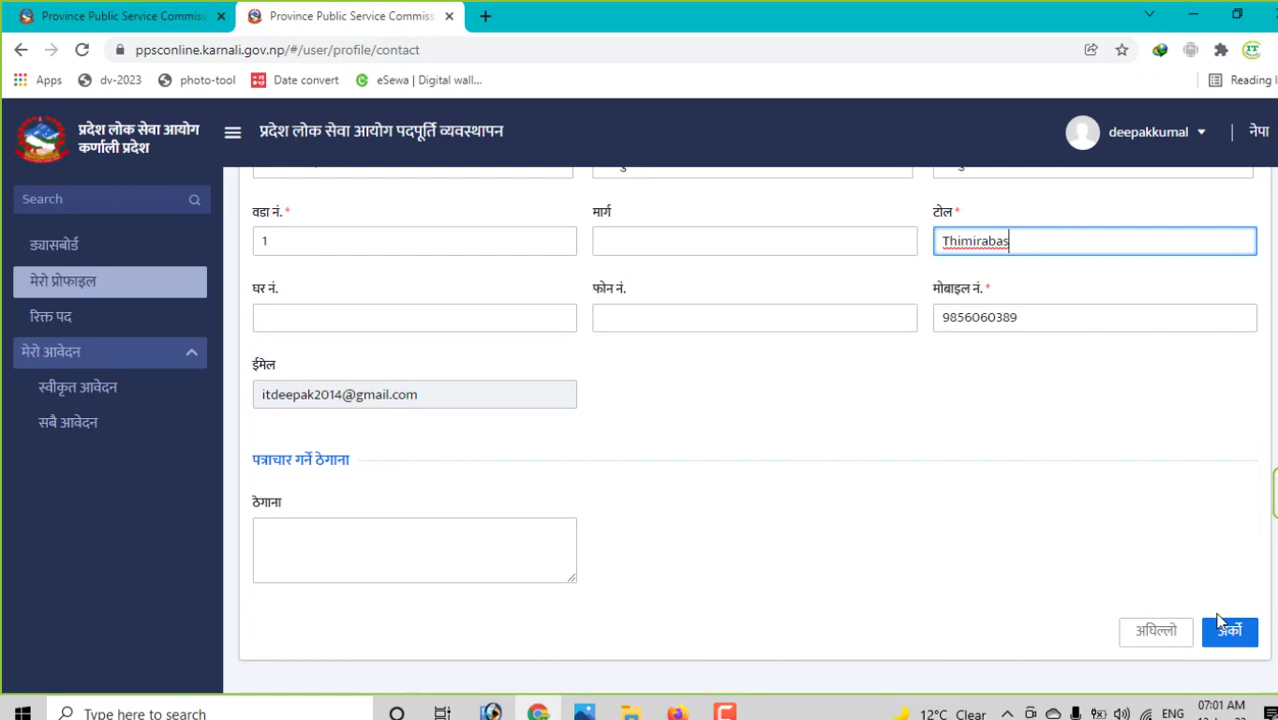 Province Public Service Commiss
Province Public Service Commiss
ppsconline.karnali.gov.np/#/user/profile/contact
Apps
dv-2023
photo-tool
Date convert
eSewa | Digital wall...
Reading l
प्रदेश लोक सेवा आयोग
कर्णाली प्रदेश
प्रदेश लोक सेवा आयोग पदपूर्ति व्यवस्थापन
deepakkumal
नेपा
Search
ड्यासबोर्ड
मेरो प्रोफाइल
रिक्त पद
मेरो आवेदन
स्वीकृत आवेदन
सबै आवेदन
वडा नं. *
मार्ग
टोल *
1
Thimirabas
घर नं.
फोन नं.
मोबाइल नं. *
9856060389
ईमेल
itdeepak2014@gmail.com
पत्राचार गर्ने ठेगाना
ठेगाना
अघिल्लो
अर्को
Type here to search
12°C Clear
ENG
07:01 AM